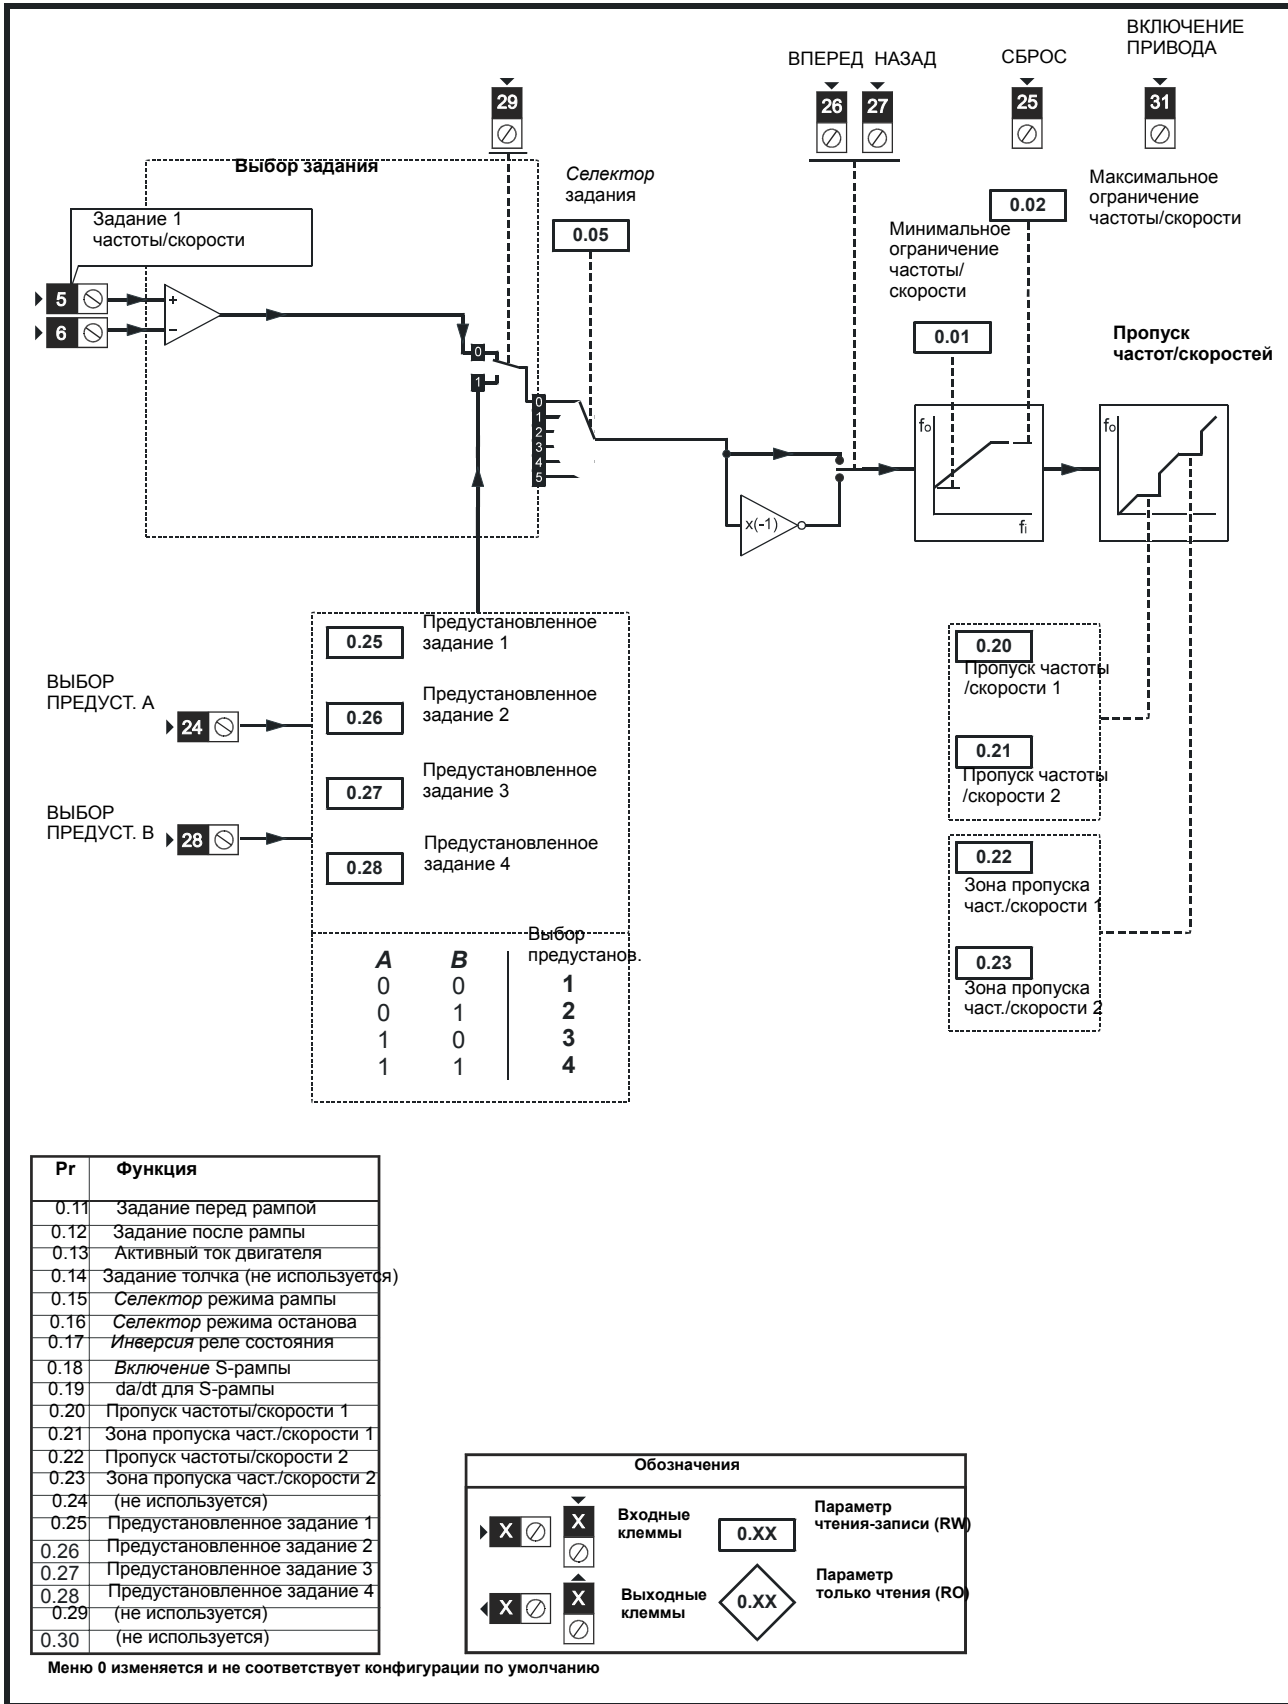 ВКЛЮЧЕНИЕ
ПРИВОДА
ВПЕРЕД НАЗАД
СБРОС
29
26
27
25
31
Выбор задания
Селектор
задания
0.05
Задание 1
частоты/скорости
5
6
+
−
0
1
0
1
2
3
4
5
Минимальное
ограничение
частоты/
скорости
0.01
0.02
Максимальное
ограничение
частоты/скорости
Пропуск
частот/скоростей
fo
fi
fo
x(-1)
ВЫБОР
ПРЕДУСТ. A
24
ВЫБОР
ПРЕДУСТ. B
28
0.25
Предустановленное
задание 1
0.26
Предустановленное
задание 2
0.27
Предустановленное
задание 3
0.28
Предустановленное
задание 4
A B Выбор
предустанов.
0 0 1
0 1 2
1 0 3
1 1 4
0.20
Пропуск частоты
/скорости 1
0.21
Пропуск частоты
/скорости 2
0.22
Зона пропуска
част./скорости 1
0.23
Зона пропуска
част./скорости 2
Pr Функция
0.11 Задание перед рампой
0.12 Задание после рампы
0.13 Активный ток двигателя
0.14 Задание толчка (не используется)
0.15 Селектор режима рампы
0.16 Селектор режима останова
0.17 Инверсия реле состояния
0.18 Включение S-рампы
0.19 da/dt для S-рампы
0.20 Пропуск частоты/скорости 1
0.21 Зона пропуска част./скорости 1
0.22 Пропуск частоты/скорости 2
0.23 Зона пропуска част./скорости 2
0.24 (не используется)
0.25 Предустановленное задание 1
0.26 Предустановленное задание 2
0.27 Предустановленное задание 3
0.28 Предустановленное задание 4
0.29 (не используется)
0.30 (не используется)
Обозначения
X
X
Входные
клеммы
0.XX
Параметр
чтения-записи (RW)
X
X
Выходные
клеммы
0.XX
Параметр
только чтения (RO)
Меню 0 изменяется и не соответствует конфигурации по умолчанию